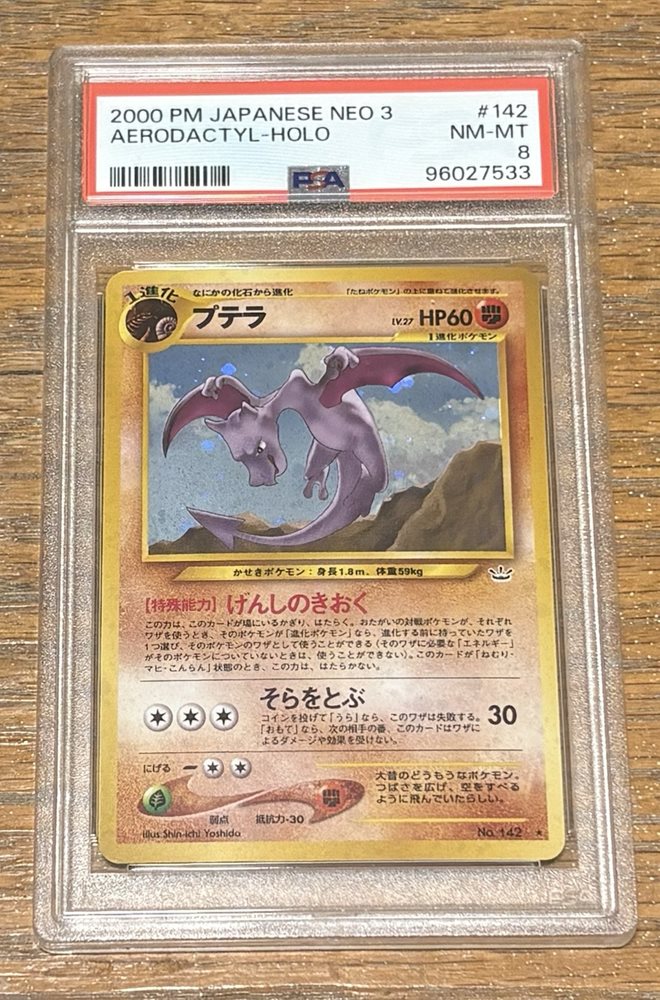 2000 PM JAPANESE NEO 3 #142
AERODACTYL-HOLO NM-MT
8
PSA 96027533
1進化 なにかの化石から進化 「たねポケモン」の上に重ねて進化させます。
プテラ LV.27 HP60
1進化ポケモン
かせきポケモン：身長1.8m、体重59kg
【特殊能力】げんしのきおく
この力は、このカードが場にいるかぎり、はたらく。おたがいの対戦ポケモンが、それぞれ
ワザを使うとき、そのポケモンが「進化ポケモン」なら、進化する前に持っていたワザを
1つ選び、そのポケモンのワザとして使うことができる（そのワザに必要な「エネルギー」
がそのポケモンについていないときは、使うことができない）。このカードが「ねむり・
マヒ・こんらん」状態のとき、この力は、はたらかない。
そらをとぶ
コインを投げて「うら」なら、このワザは失敗する。 30
「おもて」なら、次の相手の番、このカードはワザに
よるダメージや効果を受けない。
にげる
大昔のどうもうなポケモン。
つばさを広げ、空をすべる
ように飛んでいたらしい。
弱点 抵抗力-30
Illus.Shin-ichi Yoshida No.142 ★